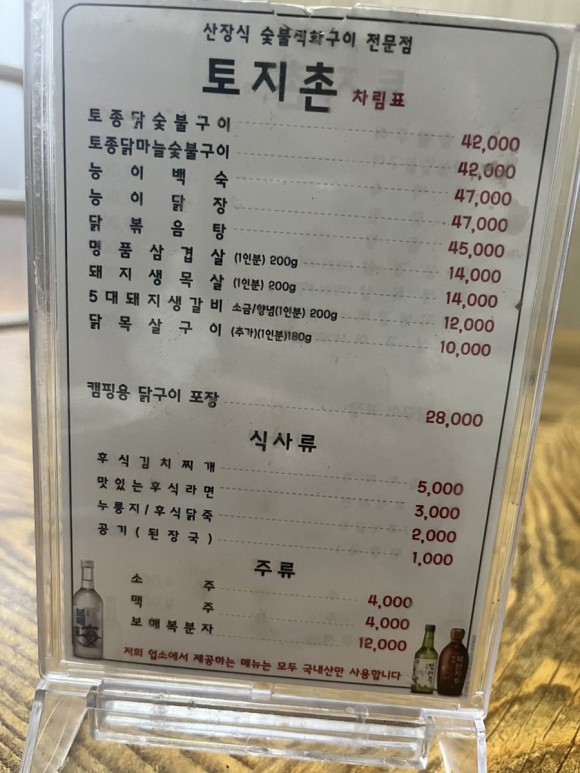 산장식 숯불직화구이 전문점
토지촌 차림표
토종닭숯불구이 42,000
토종닭마늘숯불구이 42,000
능이백숙 47,000
능이닭장 47,000
닭볶음탕 45,000
명품삼겹살 (1인분) 200g 14,000
돼지생목살 (1인분) 200g 14,000
5대돼지생갈비 소금/양념(1인분) 200g 12,000
닭목살구이 (추가)(1인분)180g 10,000
캠핑용 닭구이 포장 28,000
식사류
후식김치찌개 5,000
맛있는후식라면 3,000
누룽지/후식닭죽 2,000
공기(된장국) 1,000
주류
소주 4,000
맥주 4,000
보해복분자 12,000
저희 업소에서 제공하는 메뉴는 모두 국내산만 사용합니다